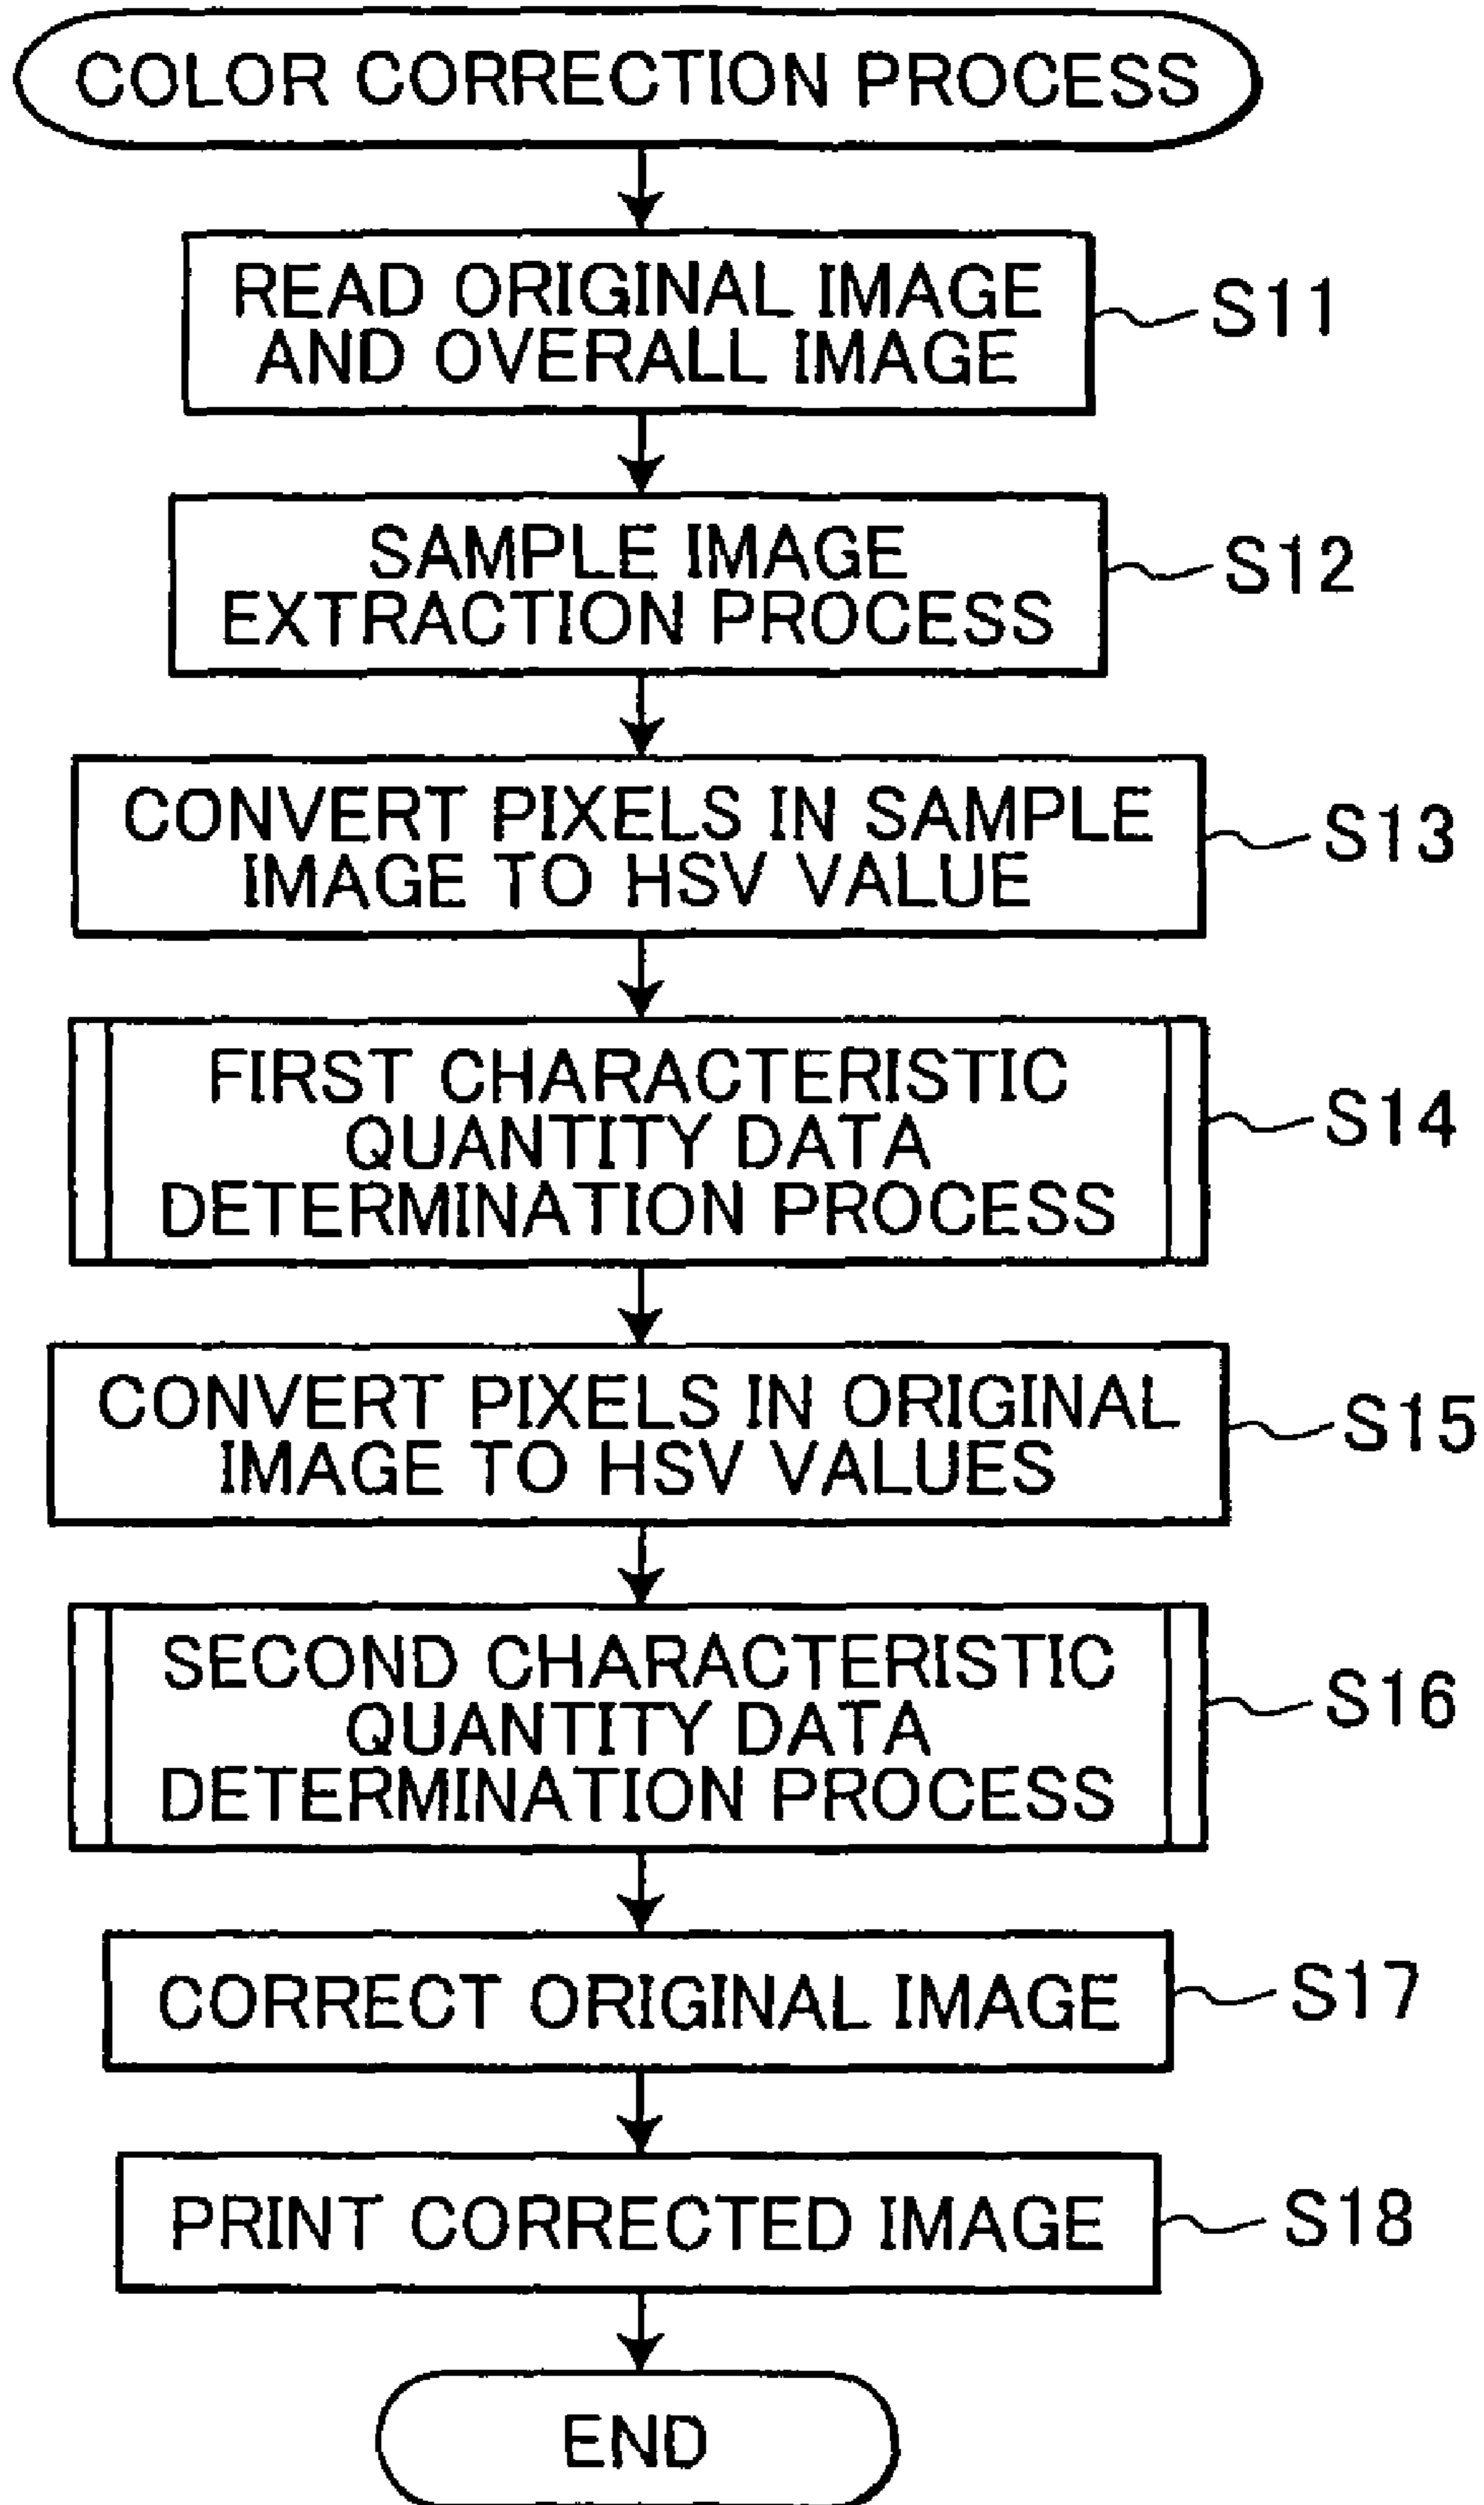 COLOR CORRECTION PROCESS
READ ORIGINAL IMAGE
AND OVERALL IMAGE
S11
SAMPLE IMAGE
EXTRACTION PROCESS
S12
CONVERT PIXELS IN SAMPLE
IMAGE TO HSV VALUE
S13
FIRST CHARACTERISTIC
QUANTITY DATA
DETERMINATION PROCESS
S14
CONVERT PIXELS IN ORIGINAL
IMAGE TO HSV VALUES
S15
SECOND CHARACTERISTIC
QUANTITY DATA
DETERMINATION PROCESS
S16
CORRECT ORIGINAL IMAGE
S17
PRINT CORRECTED IMAGE
S18
END